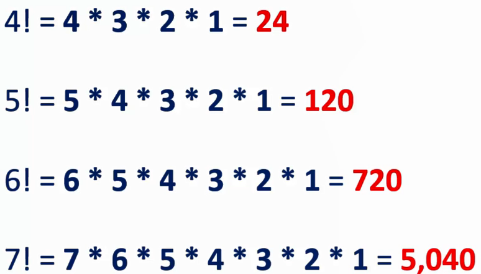 4! = 4 * 3 * 2 * 1 = 24
5! = 5 * 4 * 3 * 2 * 1 = 120
6! = 6 * 5 * 4 * 3 * 2 * 1 = 720
7! = 7 * 6 * 5 * 4 * 3 * 2 * 1 = 5,040